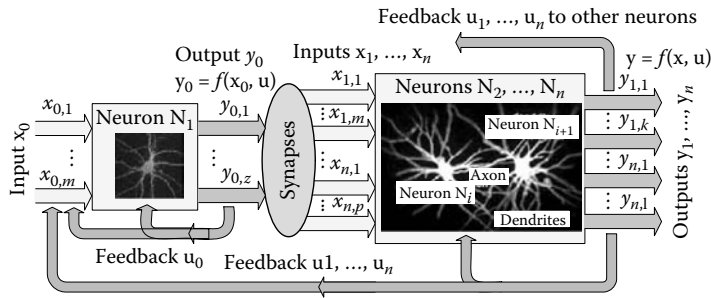 Feedback u1, ..., un to other neurons
Output y0
y0 = f(x0, u)
Inputs x1, ..., xn
y = f(x, u)
Input x0
x0,1
⋮
x0,m
Neuron N1
y0,1
⋮
y0,z
Synapses
x1,1
⋮ x1,m
xn,1
⋮ xn,p
Neurons N2, ..., Nn
Neuron Ni+1
Axon
Neuron Ni
Dendrites
y1,1
⋮ y1,k
yn,1
⋮ yn,l
Outputs y1, ..., yn
Feedback u0
Feedback u1, ..., un